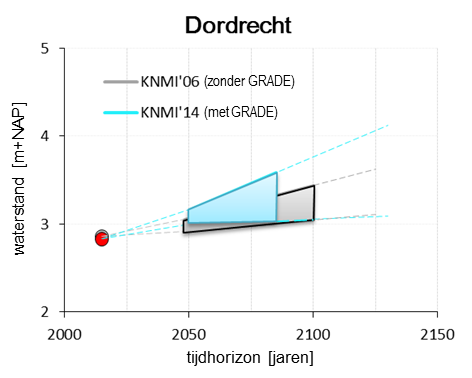 Dordrecht
5
KNMI'06 (zonder GRADE)
KNMI'14 (met GRADE)
4
3
2
waterstand [m+NAP]
2000 2050 2100 2150
tijdhorizon [jaren]